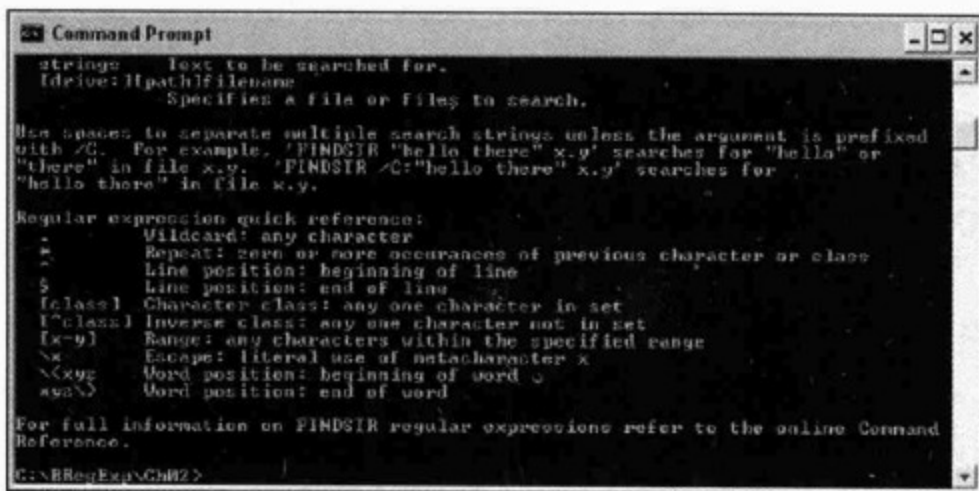 Command Prompt
strings Text to be searched for.
[drive:][path]filename
Specifies a file or files to search.
Use spaces to separate multiple search strings unless the argument is prefixed
with /C. For example, 'FINDSTR "hello there" x.y' searches for "hello" or
"there" in file x.y. 'FINDSTR /C:"hello there" x.y' searches for
"hello there" in file x.y.
Regular expression quick reference:
. Wildcard: any character
* Repeat: zero or more occurances of previous character or class
^ Line position: beginning of line
$ Line position: end of line
[class] Character class: any one character in set
[^class] Inverse class: any one character not in set
[x-y] Range: any characters within the specified range
\x Escape: literal use of metacharacter x
\<xyz Word position: beginning of word
xyz\> Word position: end of word
For full information on FINDSTR regular expressions refer to the online Command
Reference.
C:\BRegExp\Ch02>